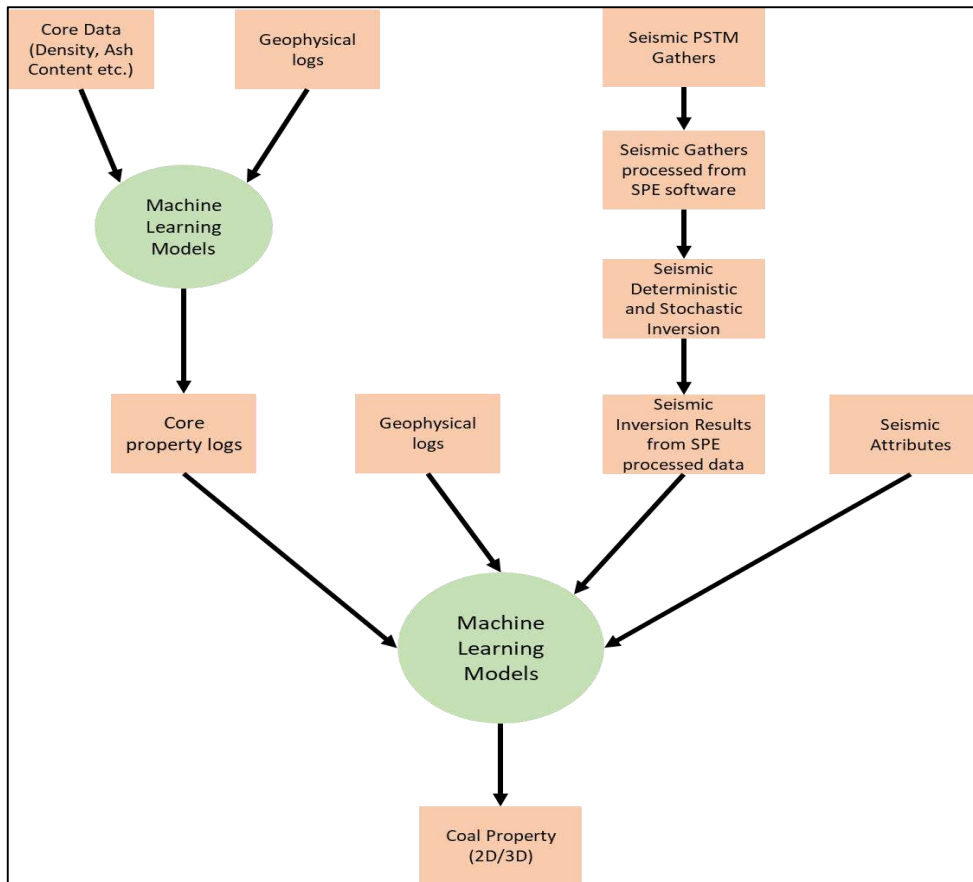 Core Data
(Density, Ash
Content etc.)
Geophysical
logs
Seismic PSTM
Gathers
Seismic Gathers
processed from
SPE software
Machine
Learning
Models
Seismic
Deterministic
and Stochastic
Inversion
Core
property logs
Geophysical
logs
Seismic
Inversion Results
from SPE
processed data
Seismic
Attributes
Machine
Learning
Models
Coal Property
(2D/3D)